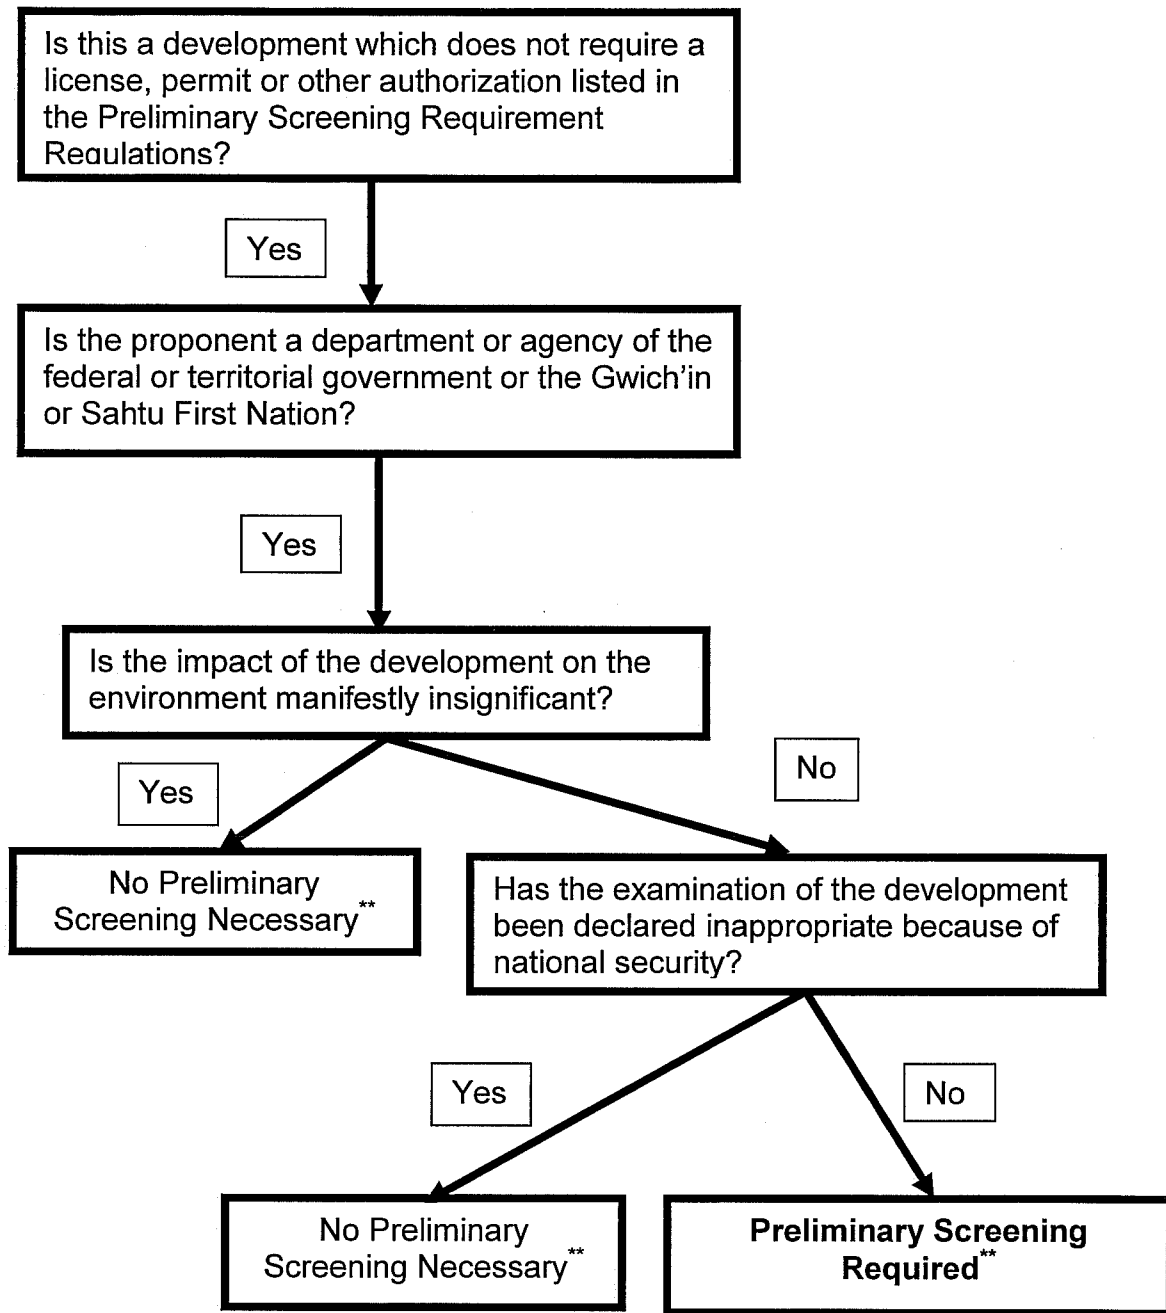 Is this a development which does not require a
license, permit or other authorization listed in
the Preliminary Screening Requirement
Regulations?
Yes
Is the proponent a department or agency of the
federal or territorial government or the Gwich'in
or Sahtu First Nation?
Yes
Is the impact of the development on the
environment manifestly insignificant?
Yes
No
No Preliminary
Screening Necessary**
Has the examination of the development
been declared inappropriate because of
national security?
Yes
No
No Preliminary
Screening Necessary**
Preliminary Screening
Required**